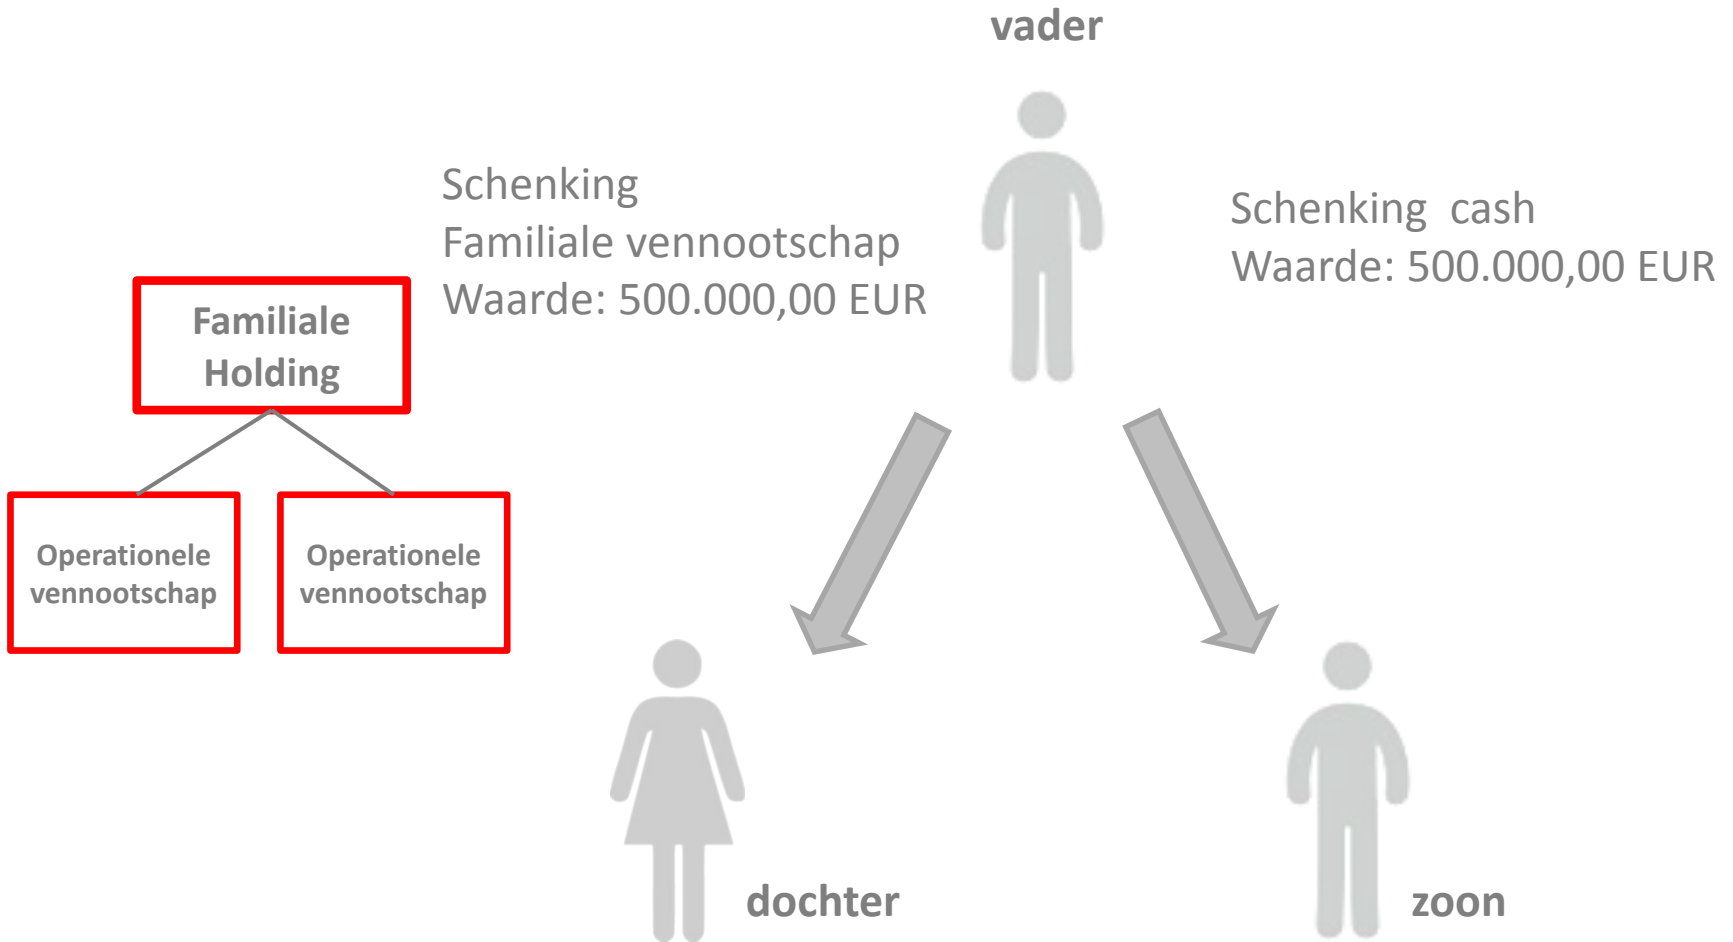 vader
Schenking
Familiale vennootschap
Waarde: 500.000,00 EUR
Schenking cash
Waarde: 500.000,00 EUR
Familiale
Holding
Operationele
vennootschap
Operationele
vennootschap
dochter
zoon